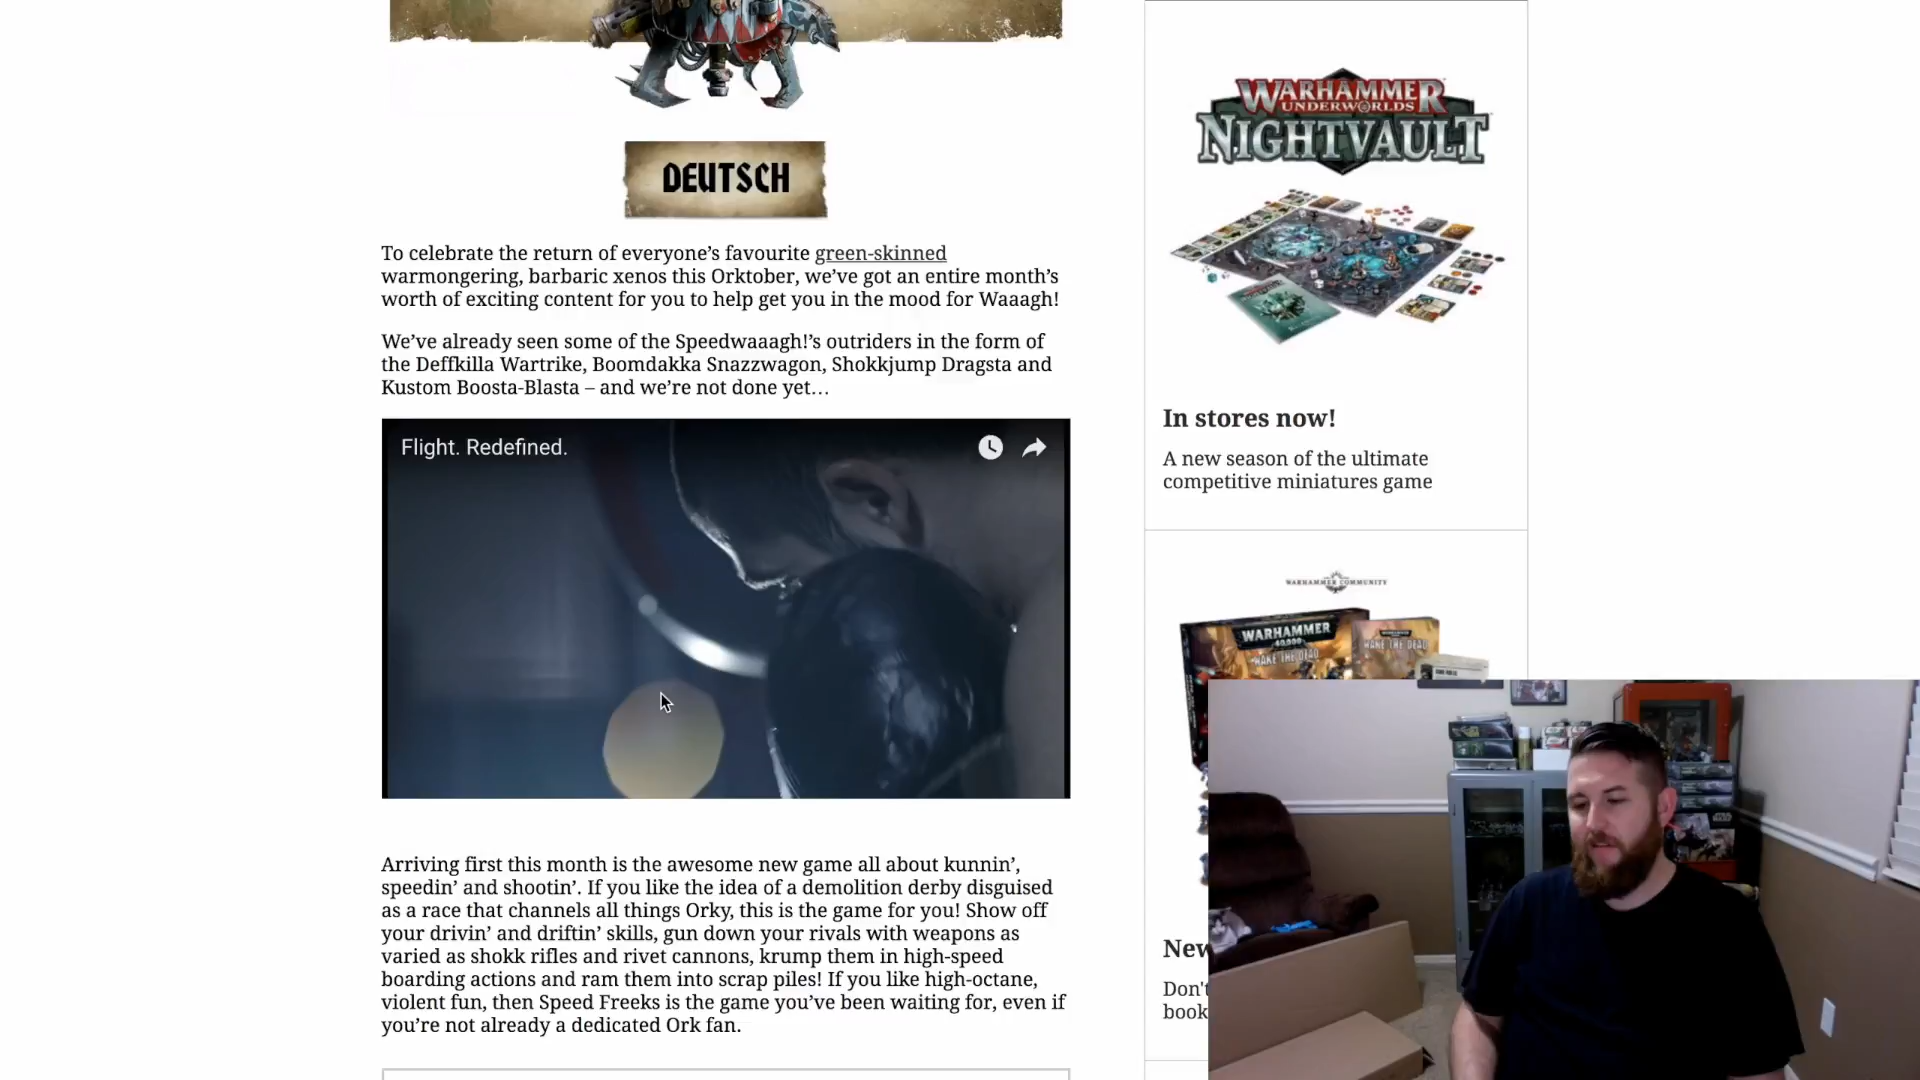 DEUTSCH
To celebrate the return of everyone’s favourite green-skinned
warmongering, barbaric xenos this Orktober, we’ve got an entire month’s
worth of exciting content for you to help get you in the mood for Waaagh!
We’ve already seen some of the Speedwaaagh!’s outriders in the form of
the Deffkilla Wartrike, Boomdakka Snazzwagon, Shokkjump Dragsta and
Kustom Boosta-Blasta – and we’re not done yet…
Flight. Redefined.
Arriving first this month is the awesome new game all about kunnin’,
speedin’ and shootin’. If you like the idea of a demolition derby disguised
as a race that channels all things Orky, this is the game for you! Show off
your drivin’ and driftin’ skills, gun down your rivals with weapons as
varied as shokk rifles and rivet cannons, krump them in high-speed
boarding actions and ram them into scrap piles! If you like high-octane,
violent fun, then Speed Freeks is the game you’ve been waiting for, even if
you’re not already a dedicated Ork fan.
WARHAMMER
UNDERWORLDS
NIGHTVAULT
In stores now!
A new season of the ultimate
competitive miniatures game
WARHAMMER COMMUNITY
WARHAMMER
40,000
WAKE THE DEAD
WAKE THE DEAD
New
Don't
book